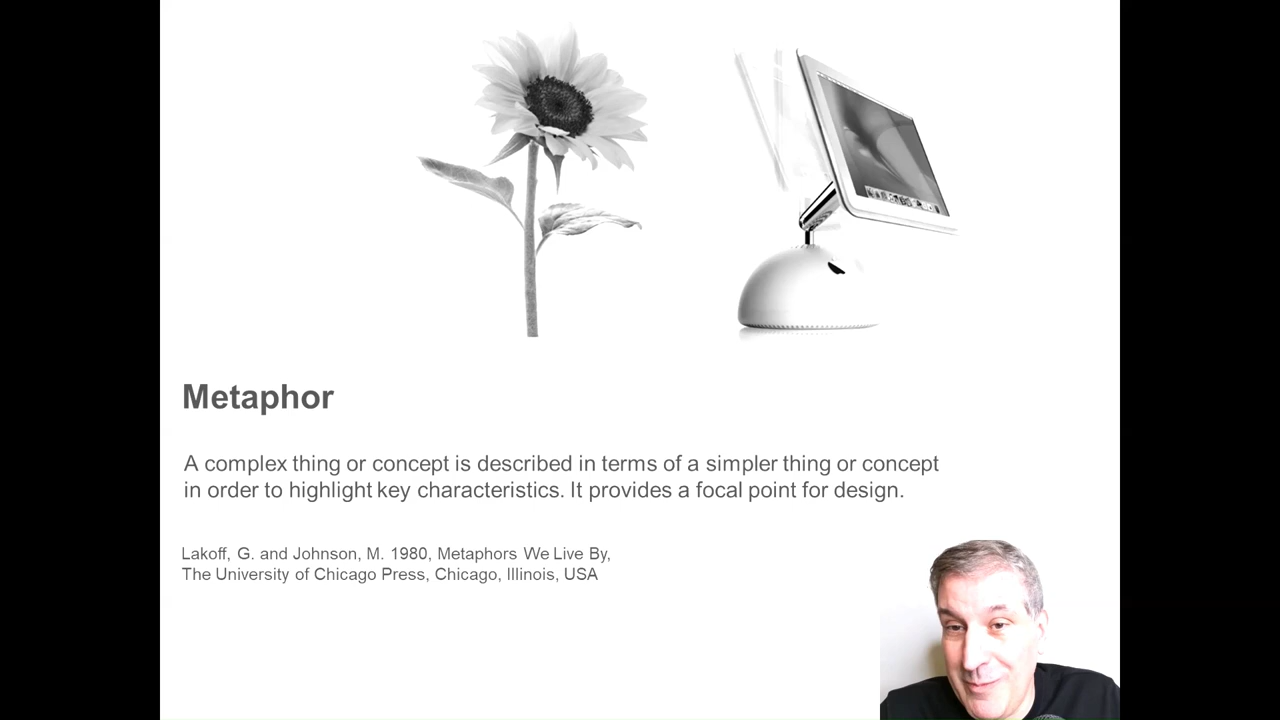 Metaphor
A complex thing or concept is described in terms of a simpler thing or concept
in order to highlight key characteristics. It provides a focal point for design.
Lakoff, G. and Johnson, M. 1980, Metaphors We Live By,
The University of Chicago Press, Chicago, Illinois, USA